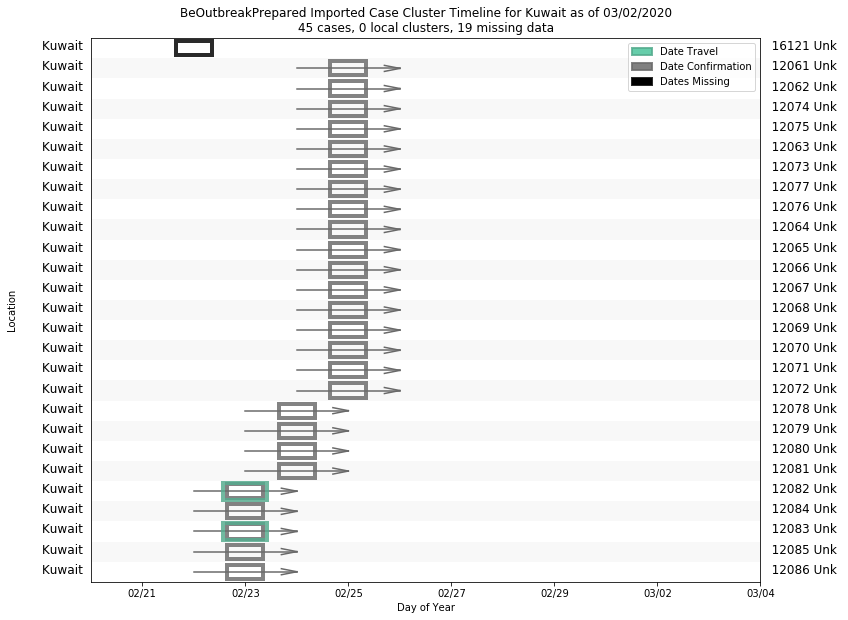 BeOutbreakPrepared Imported Case Cluster Timeline for Kuwait as of 03/02/2020
45 cases, 0 local clusters, 19 missing data
Kuwait 16121 Unk
Date Travel
Date Confirmation
Dates Missing
Kuwait 12061 Unk
Kuwait 12062 Unk
Kuwait 12074 Unk
Kuwait 12075 Unk
Kuwait 12063 Unk
Kuwait 12073 Unk
Kuwait 12077 Unk
Kuwait 12076 Unk
Kuwait 12064 Unk
Kuwait 12065 Unk
Kuwait 12066 Unk
Kuwait 12067 Unk
Kuwait 12068 Unk
Kuwait 12069 Unk
Kuwait 12070 Unk
Kuwait 12071 Unk
Kuwait 12072 Unk
Kuwait 12078 Unk
Kuwait 12079 Unk
Kuwait 12080 Unk
Kuwait 12081 Unk
Kuwait 12082 Unk
Kuwait 12084 Unk
Kuwait 12083 Unk
Kuwait 12085 Unk
Kuwait 12086 Unk
Location
02/21 02/23 02/25 02/27 02/29 03/02 03/04
Day of Year